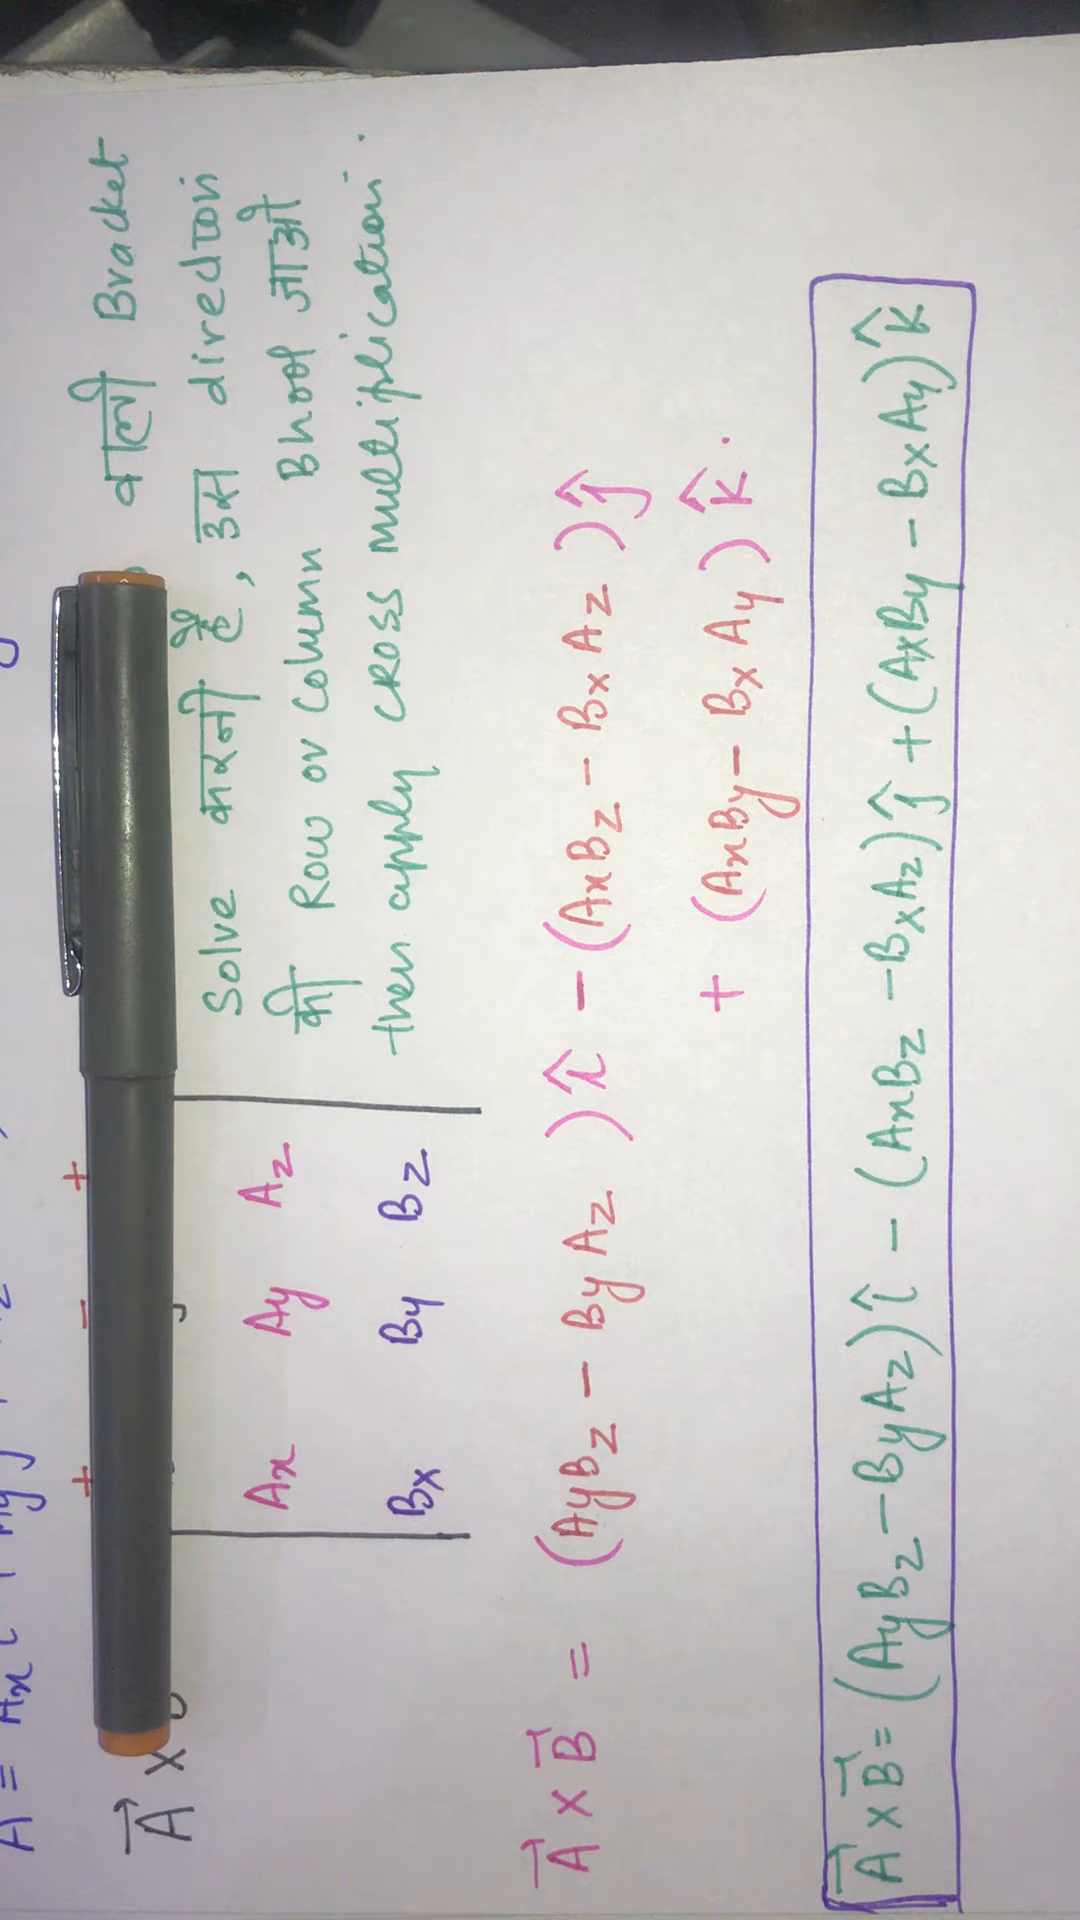 A = Ax
+ - +
A⃗ ×
वाली Bracket
Solve करनी है, उस direction
की Row or Column Bhool जाओ
then apply cross multiplication.
Ax Ay Az
Bx By Bz
A⃗ × B⃗ = (AyBz - ByAz) î - (AxBz - BxAz) ĵ
+ (AxBy - BxAy) k̂.
A⃗ × B⃗ = (AyBz - ByAz) î - (AxBz - BxAz) ĵ + (AxBy - BxAy) k̂